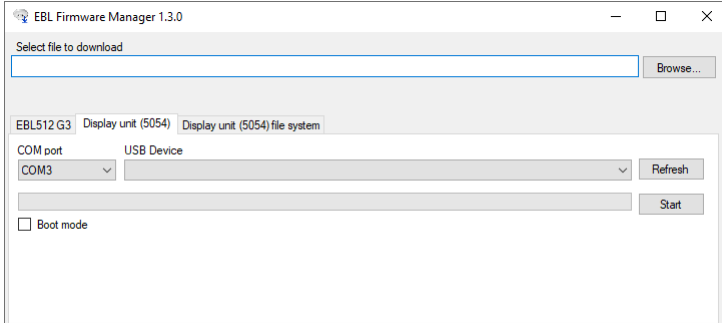 EBL Firmware Manager 1.3.0
Select file to download
Browse...
EBL512 G3 Display unit (5054) Display unit (5054) file system
COM port USB Device
COM3 Refresh
Start
Boot mode